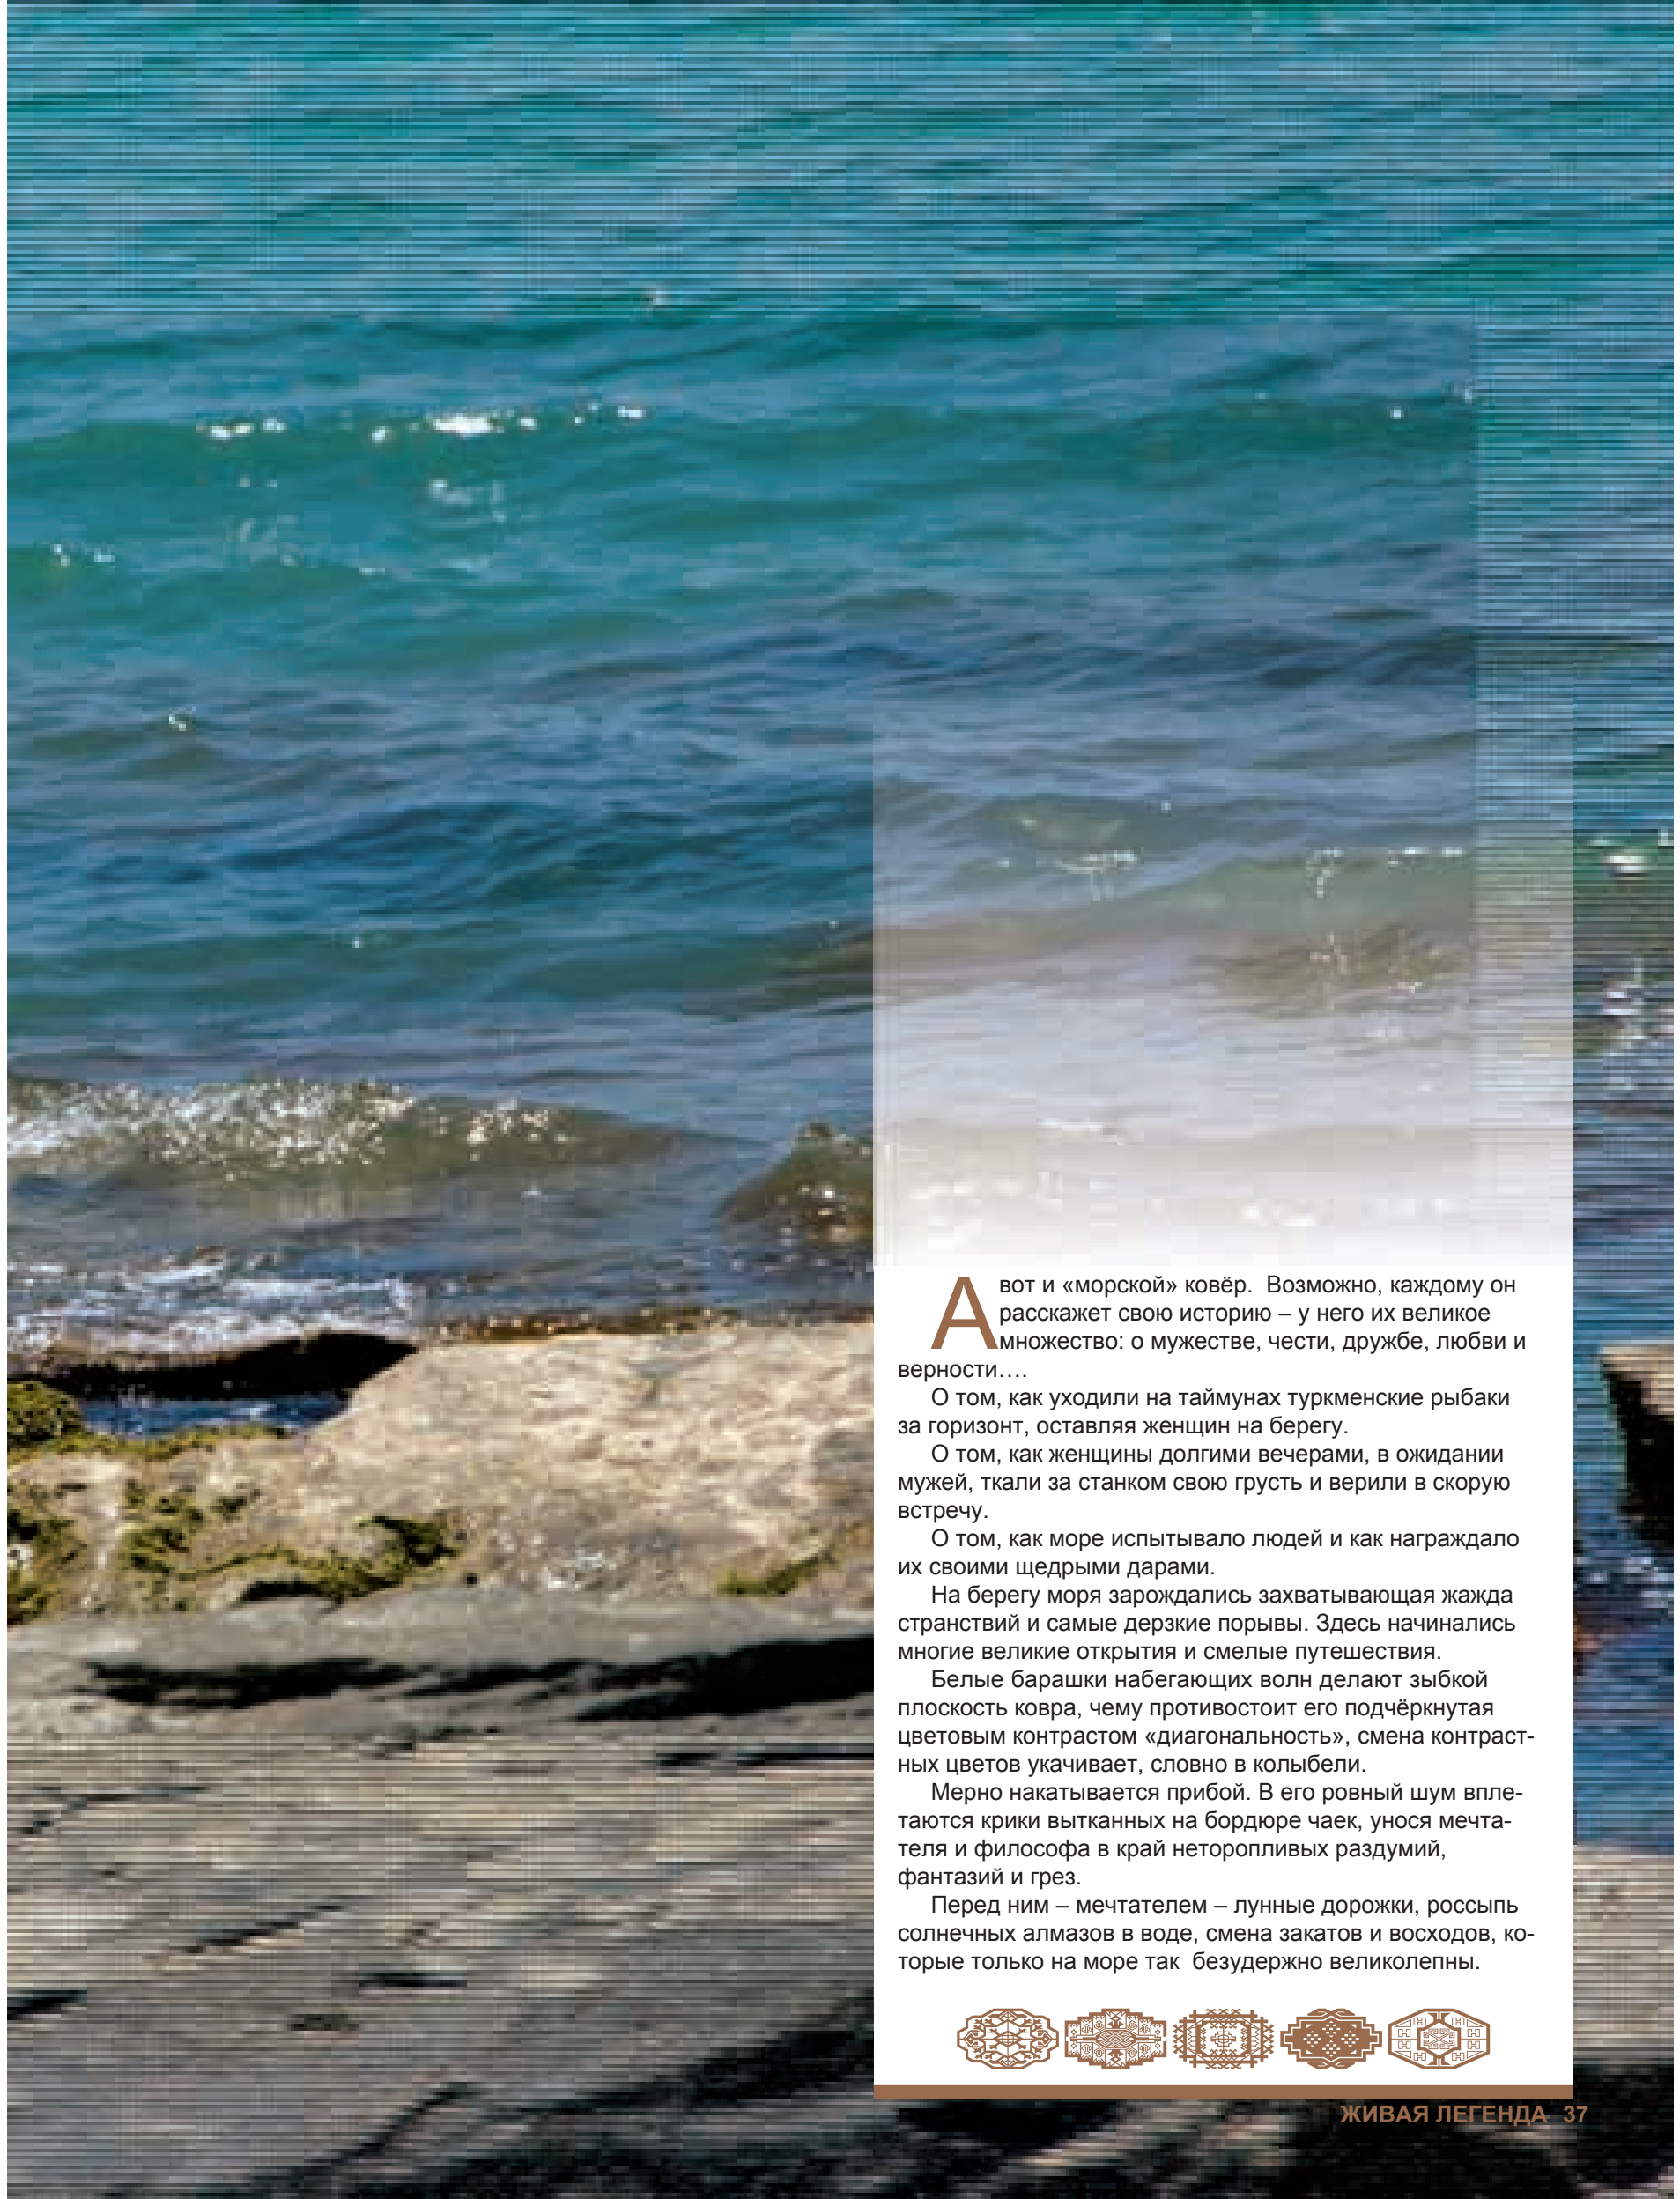 А вот и «морской» ковёр.  Возможно, каждому он
расскажет свою историю – у него их великое
множество: о мужестве, чести, дружбе, любви и
верности….
О том, как уходили на таймунах туркменские рыбаки
за горизонт, оставляя женщин на берегу.
О том, как женщины долгими вечерами, в ожидании
мужей, ткали за станком свою грусть и верили в скорую
встречу.
О том, как море испытывало людей и как награждало
их своими щедрыми дарами.
На берегу моря зарождались захватывающая жажда
странствий и самые дерзкие порывы. Здесь начинались
многие великие открытия и смелые путешествия.
Белые барашки набегающих волн делают зыбкой
плоскость ковра, чему противостоит его подчёркнутая
цветовым контрастом «диагональность», смена контраст-
ных цветов укачивает, словно в колыбели.
Мерно накатывается прибой. В его ровный шум впле-
таются крики вытканных на бордюре чаек, унося мечта-
теля и философа в край неторопливых раздумий,
фантазий и грез.
Перед ним – мечтателем – лунные дорожки, россыпь
солнечных алмазов в воде, смена закатов и восходов, ко-
торые только на море так  безудержно великолепны.
ЖИВАЯ ЛЕГЕНДА 37